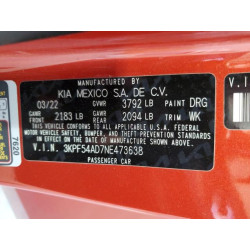 MANUFACTURED BY
KIA MEXICO S.A. DE C.V.
03/22 GVWR 3792 LB PAINT DRG
GAWR FRONT 2183 LB GAWR REAR 2094 LB TRIM WK
THIS VEHICLE CONFORMS TO ALL APPLICABLE U.S. FEDERAL
MOTOR VEHICLE SAFETY, BUMPER, AND THEFT PREVENTION STANDARDS IN
EFFECT ON THE DATE OF MANUFACTURE SHOWN ABOVE.
V.I.N. 3KPF54AD7NE473638
PASSENGER CAR
7620